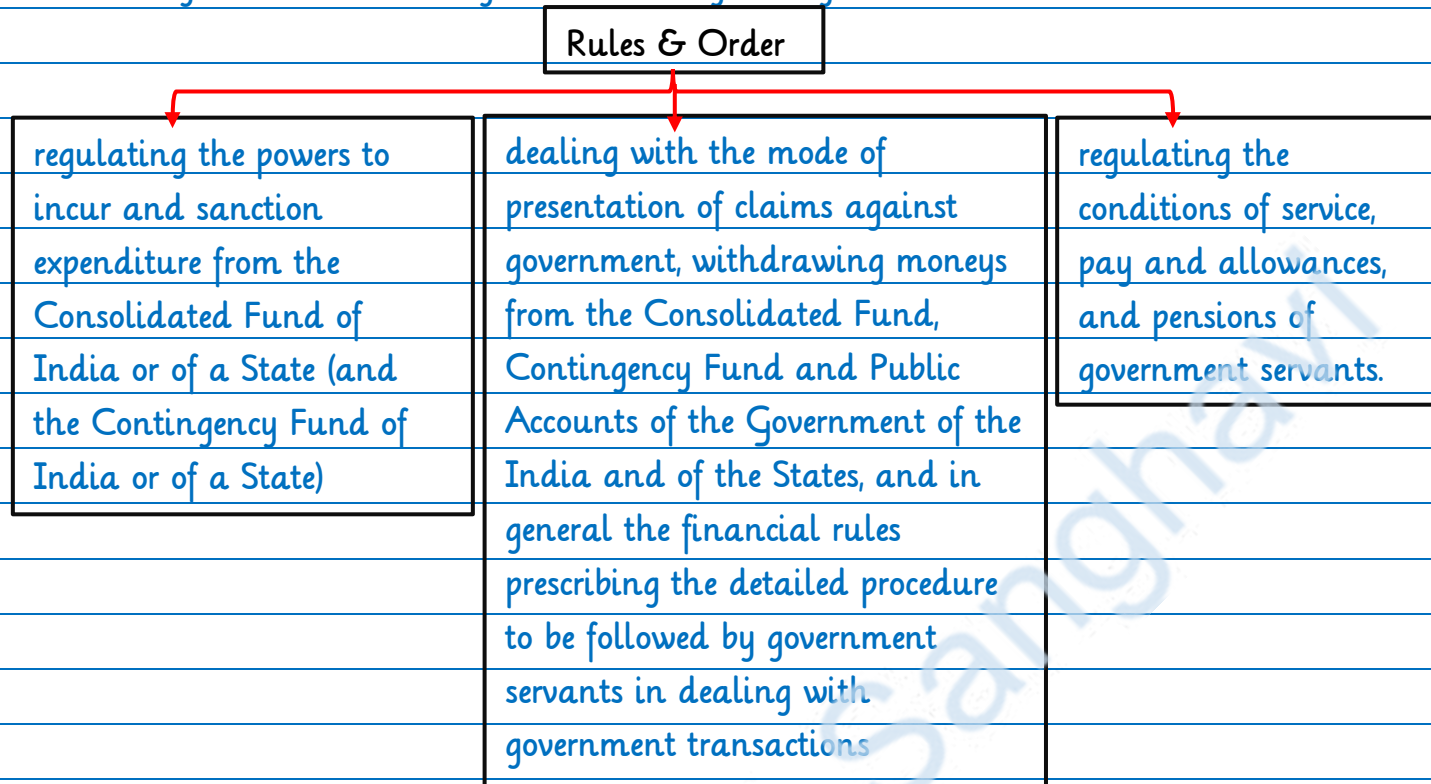 Rules & Order
regulating the powers to
incur and sanction
expenditure from the
Consolidated Fund of
India or of a State (and
the Contingency Fund of
India or of a State)
dealing with the mode of
presentation of claims against
government, withdrawing moneys
from the Consolidated Fund,
Contingency Fund and Public
Accounts of the Government of the
India and of the States, and in
general the financial rules
prescribing the detailed procedure
to be followed by government
servants in dealing with
government transactions
regulating the
conditions of service,
pay and allowances,
and pensions of
government servants.
Sanghavi